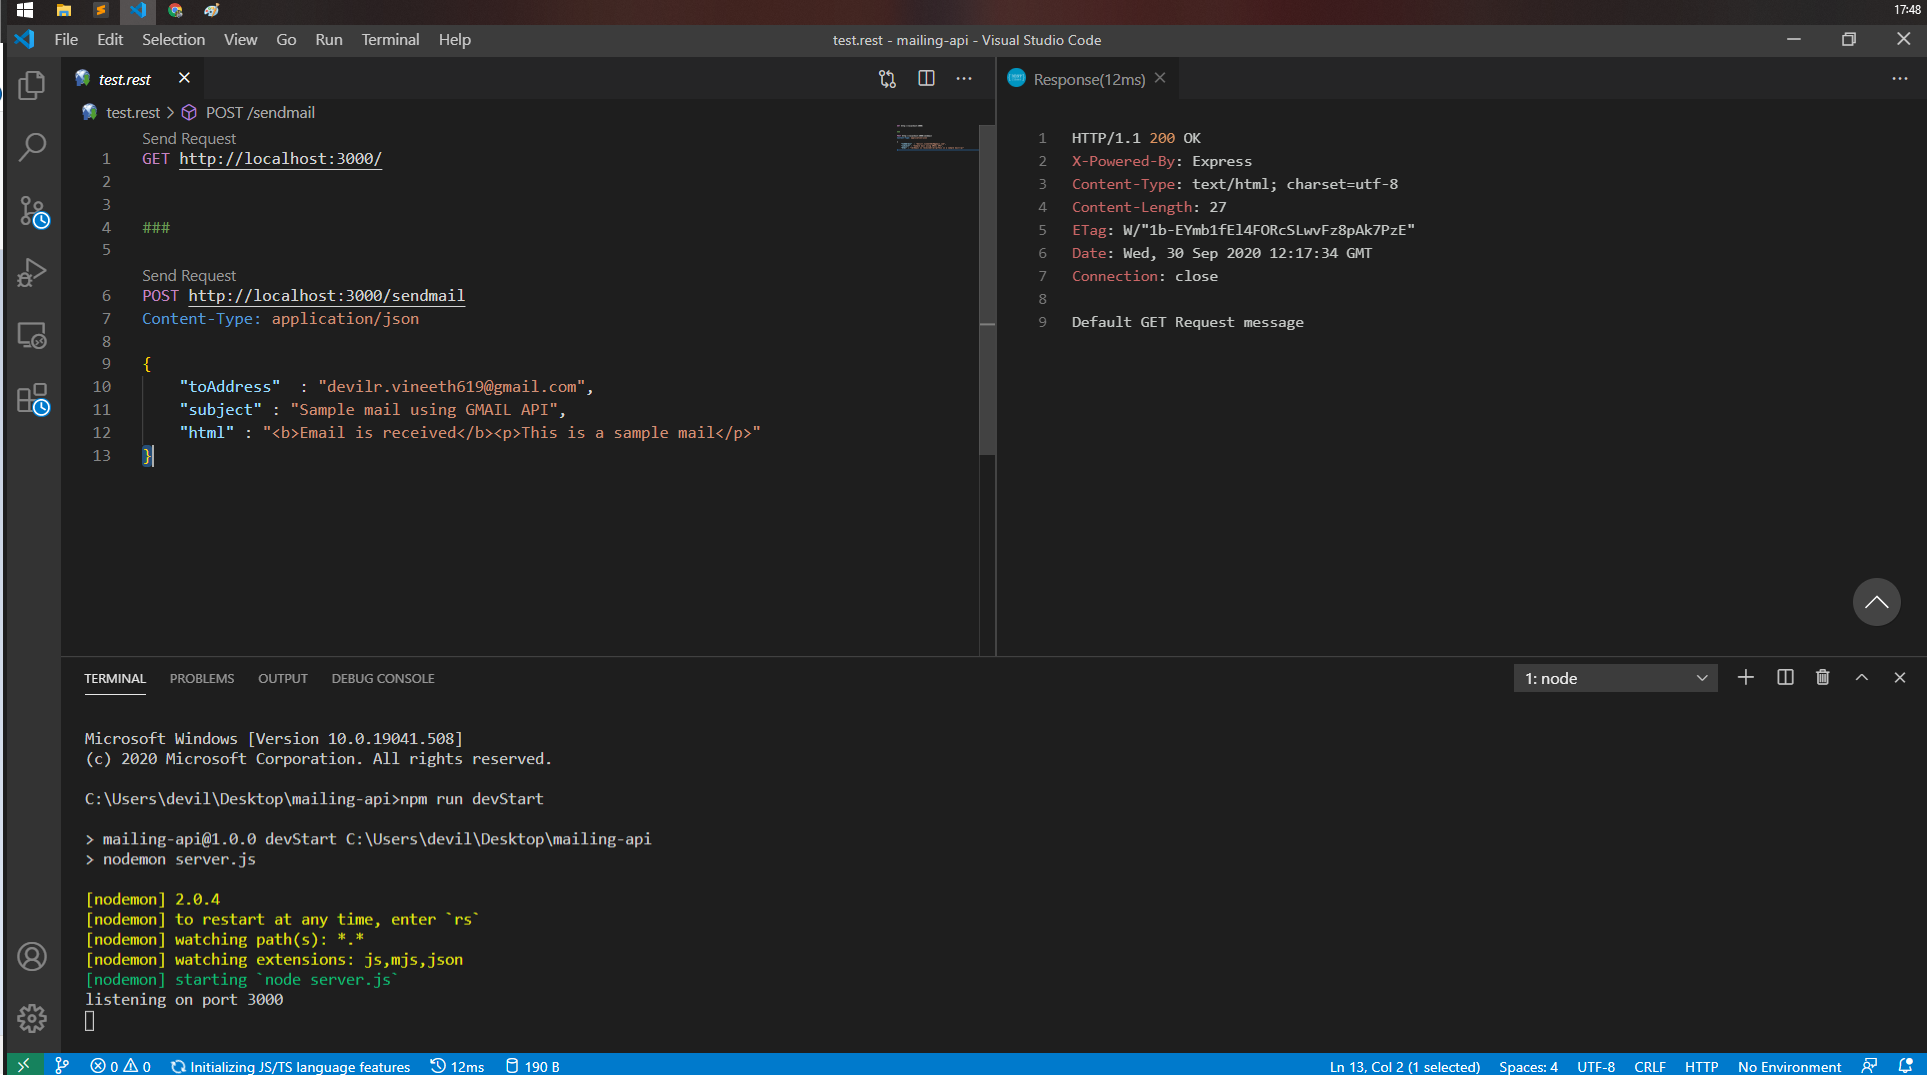 17:48
File Edit Selection View Go Run Terminal Help
test.rest - mailing-api - Visual Studio Code
test.rest
test.rest > POST /sendmail
Send Request
1 GET http://localhost:3000/
2
3
4 ###
5
Send Request
6 POST http://localhost:3000/sendmail
7 Content-Type: application/json
8
9 {
10 "toAddress"  : "devilr.vineeth619@gmail.com",
11 "subject" : "Sample mail using GMAIL API",
12 "html" : "<b>Email is received</b><p>This is a sample mail</p>"
13 }
Response(12ms)
1 HTTP/1.1 200 OK
2 X-Powered-By: Express
3 Content-Type: text/html; charset=utf-8
4 Content-Length: 27
5 ETag: W/"1b-EYmb1fEl4FORcSLwvFz8pAk7PzE"
6 Date: Wed, 30 Sep 2020 12:17:34 GMT
7 Connection: close
8
9 Default GET Request message
TERMINAL PROBLEMS OUTPUT DEBUG CONSOLE
1: node
Microsoft Windows [Version 10.0.19041.508]
(c) 2020 Microsoft Corporation. All rights reserved.
C:\Users\devil\Desktop\mailing-api>npm run devStart
> mailing-api@1.0.0 devStart C:\Users\devil\Desktop\mailing-api
> nodemon server.js
[nodemon] 2.0.4
[nodemon] to restart at any time, enter `rs`
[nodemon] watching path(s): *.*
[nodemon] watching extensions: js,mjs,json
[nodemon] starting `node server.js`
listening on port 3000
0 0 Initializing JS/TS language features 12ms 190 B
Ln 13, Col 2 (1 selected) Spaces: 4 UTF-8 CRLF HTTP No Environment